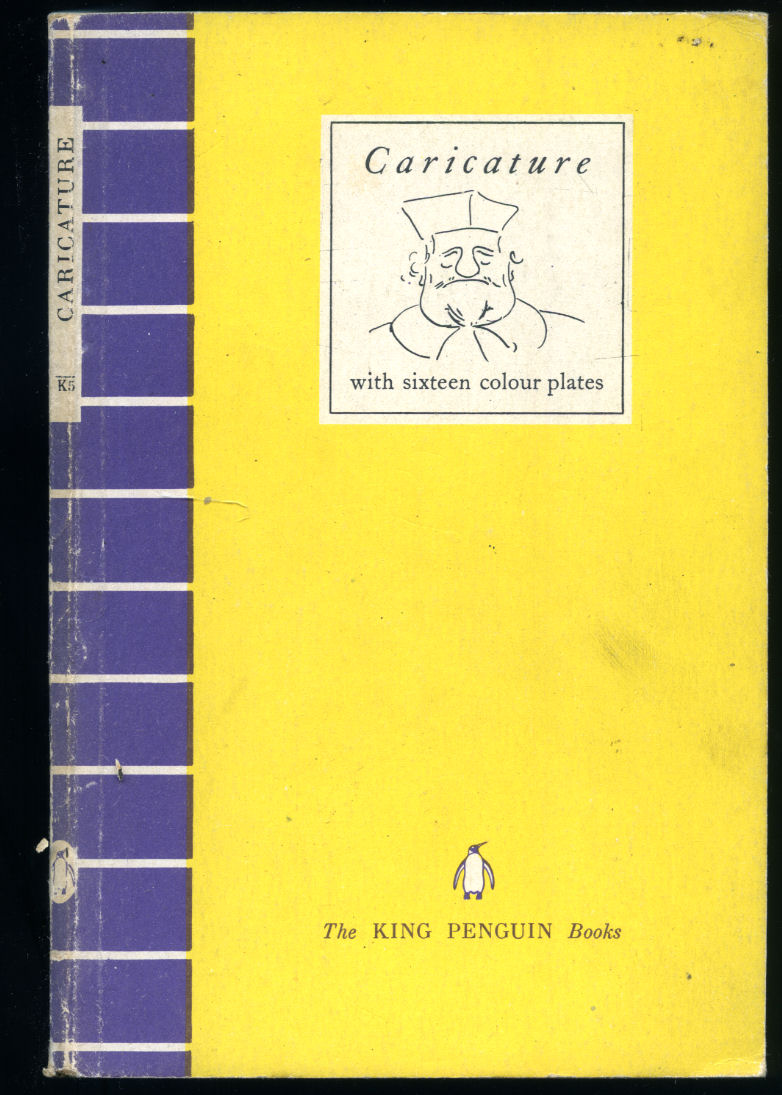 CARICATURE
K5
Caricature
with sixteen colour plates
The KING PENGUIN Books